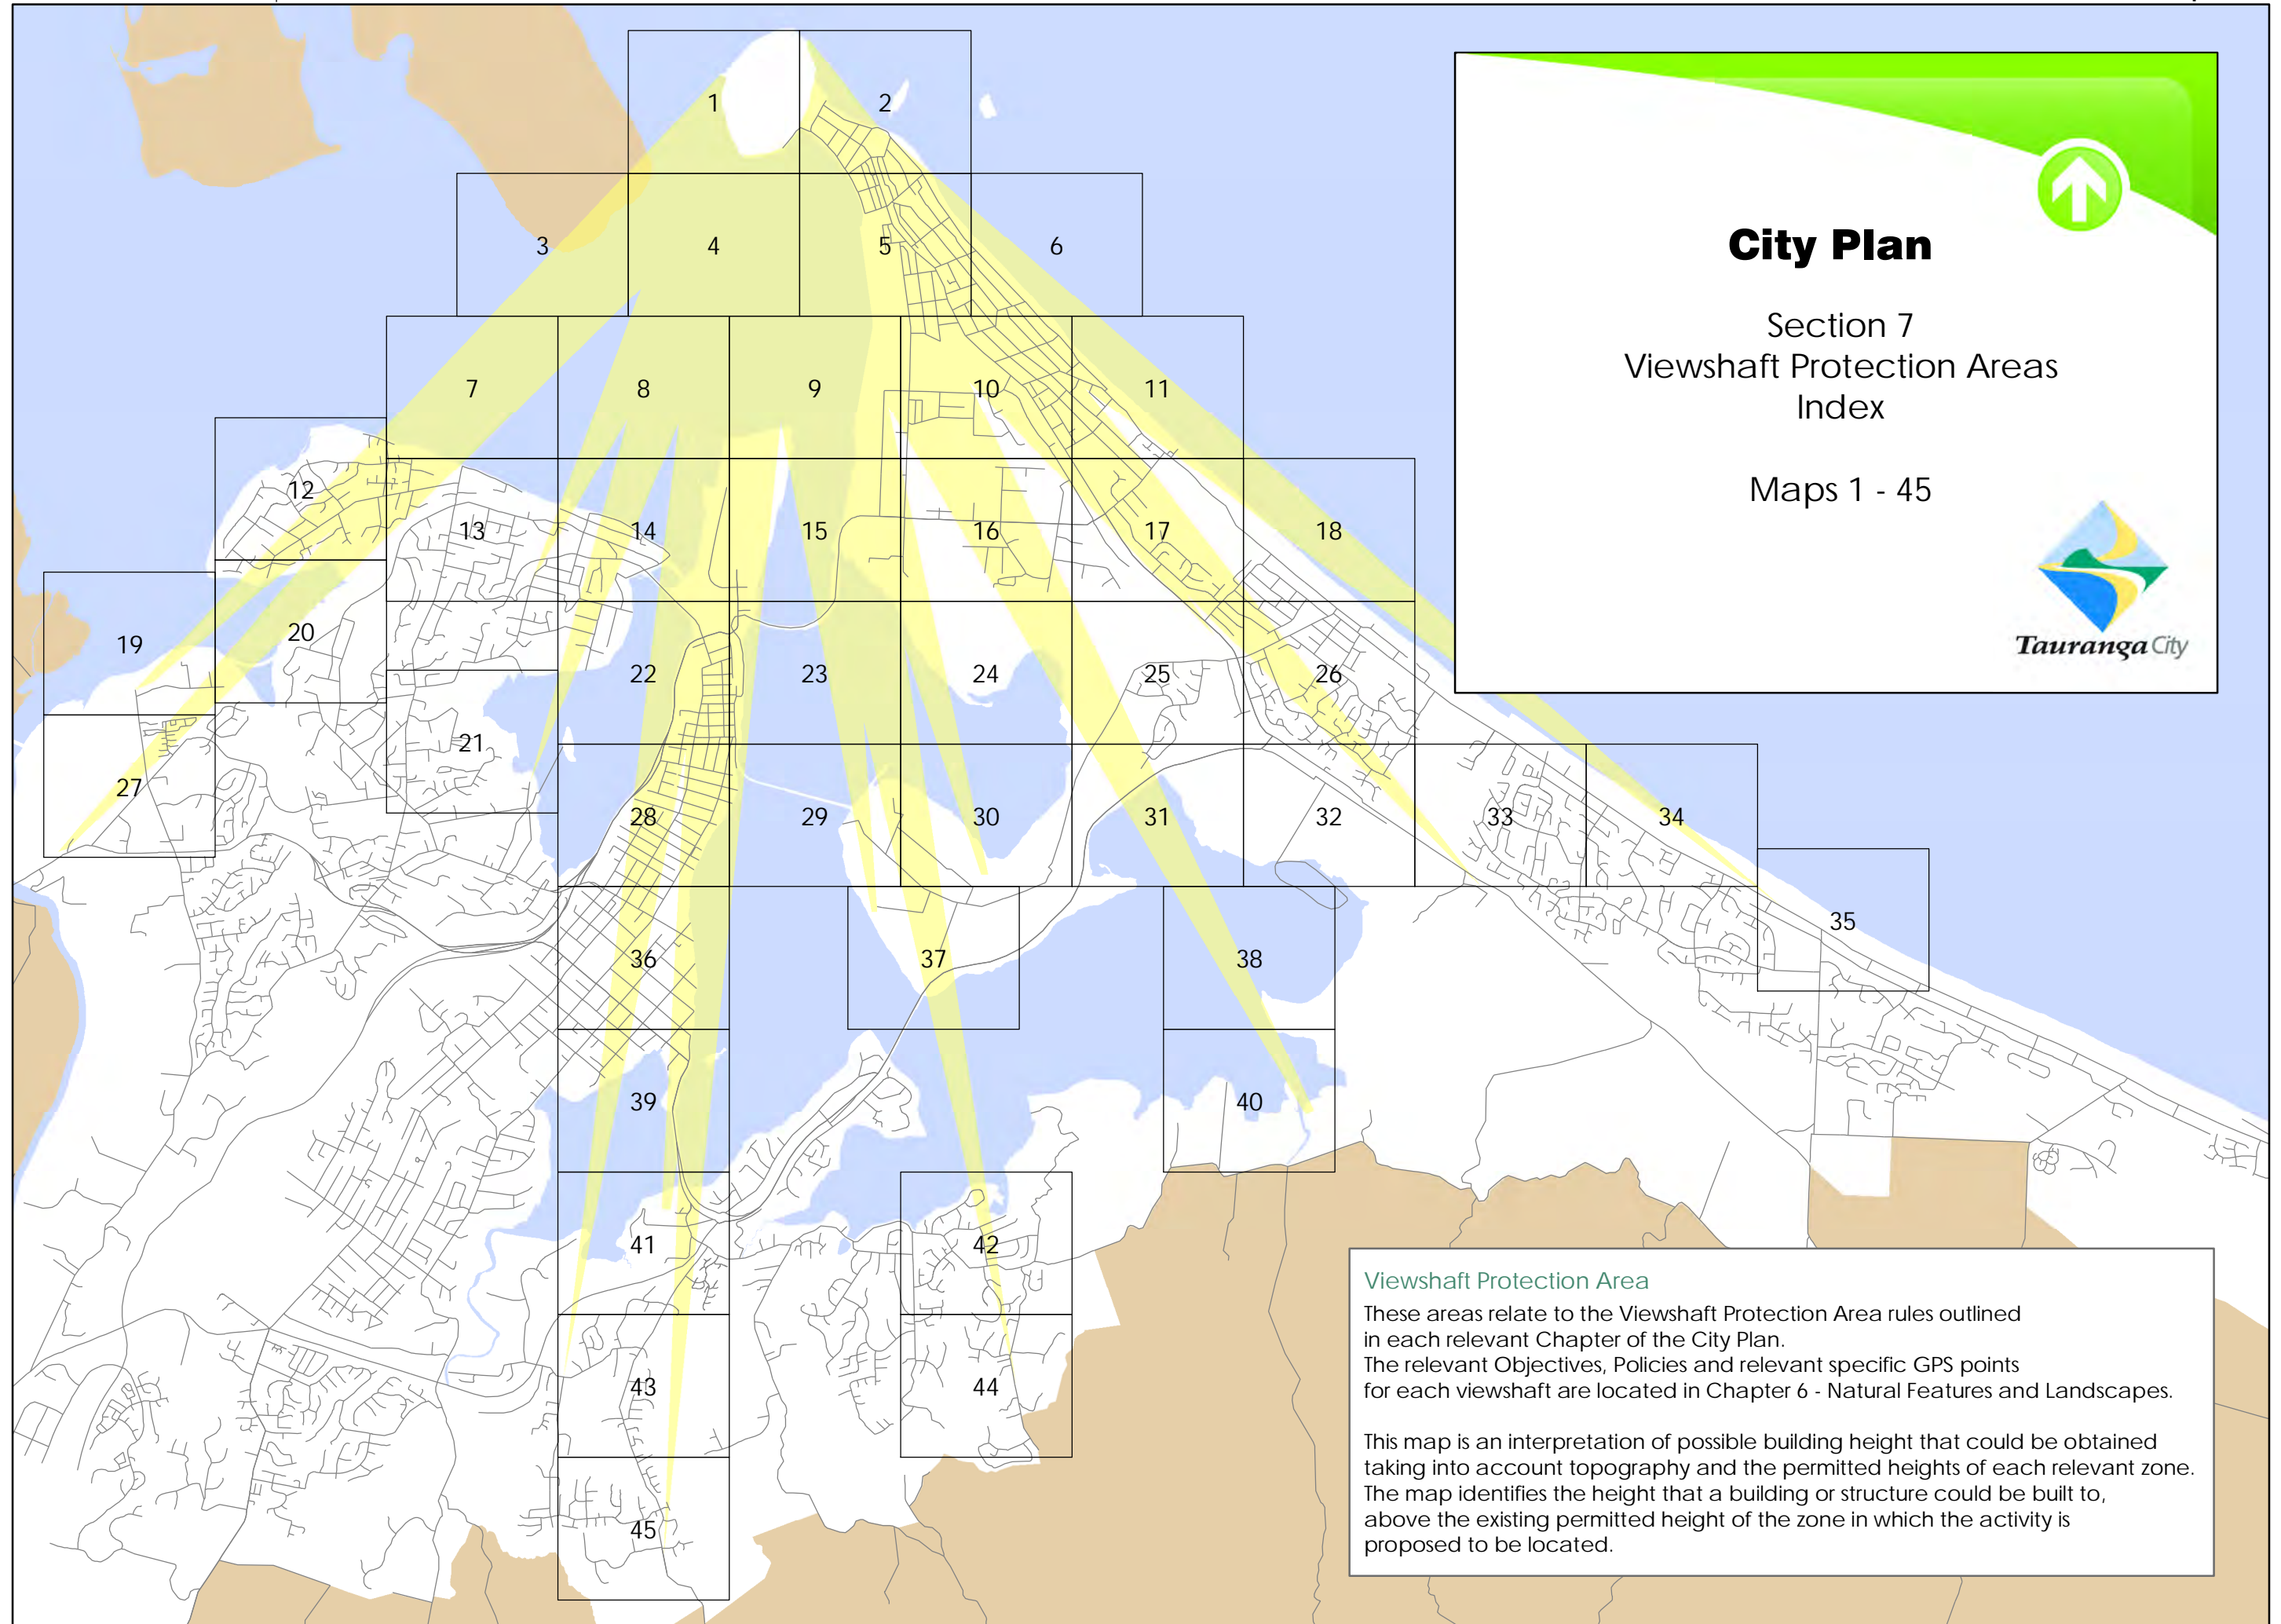 City Plan
Section 7
Viewshaft Protection Areas
Index
Maps 1 - 45
Tauranga City
1
2
3
4
5
6
7
8
9
10
11
12
13
14
15
16
17
18
19
20
21
22
23
24
25
26
27
28
29
30
31
32
33
34
35
36
37
38
39
40
41
42
43
44
45
Viewshaft Protection Area
These areas relate to the Viewshaft Protection Area rules outlined
in each relevant Chapter of the City Plan.
The relevant Objectives, Policies and relevant specific GPS points
for each viewshaft are located in Chapter 6 - Natural Features and Landscapes.
This map is an interpretation of possible building height that could be obtained
taking into account topography and the permitted heights of each relevant zone.
The map identifies the height that a building or structure could be built to,
above the existing permitted height of the zone in which the activity is
proposed to be located.